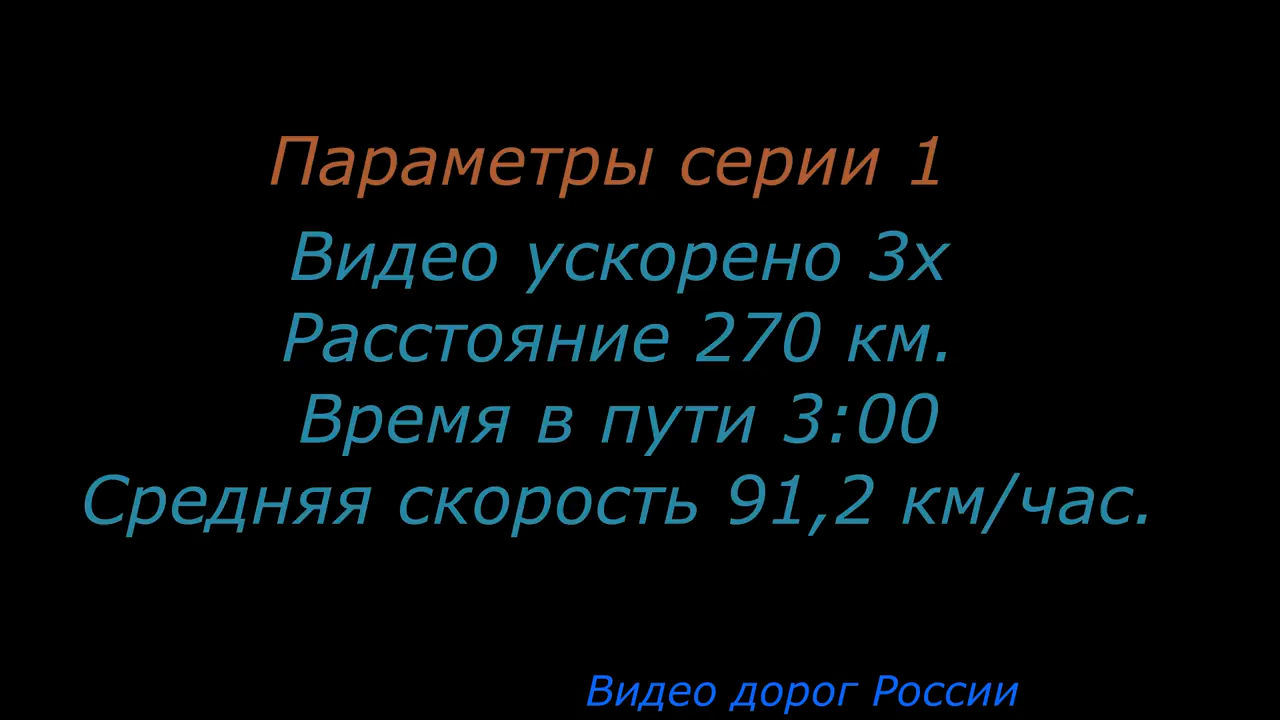 Параметры серии 1
Видео ускорено 3х
Расстояние 270 км.
Время в пути 3:00
Средняя скорость 91,2 км/час.
Видео дорог России